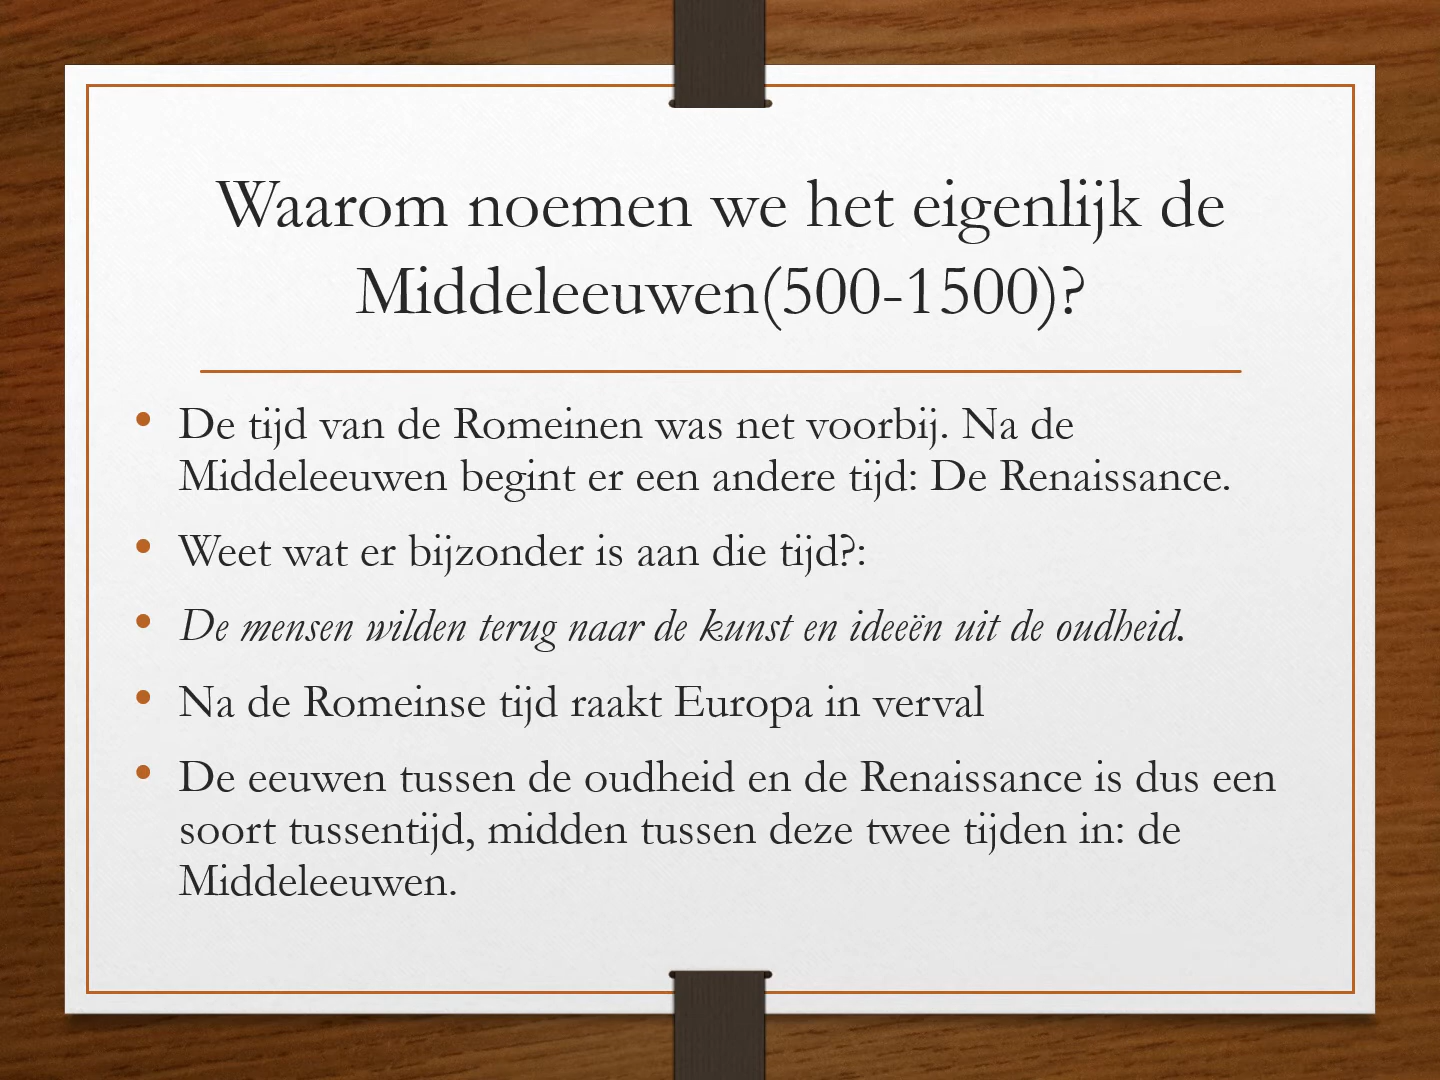 Waarom noemen we het eigenlijk de
Middeleeuwen(500-1500)?
• De tijd van de Romeinen was net voorbij. Na de
Middeleeuwen begint er een andere tijd: De Renaissance.
• Weet wat er bijzonder is aan die tijd?:
• De mensen wilden terug naar de kunst en ideeën uit de oudheid.
• Na de Romeinse tijd raakt Europa in verval
• De eeuwen tussen de oudheid en de Renaissance is dus een
soort tussentijd, midden tussen deze twee tijden in: de
Middeleeuwen.